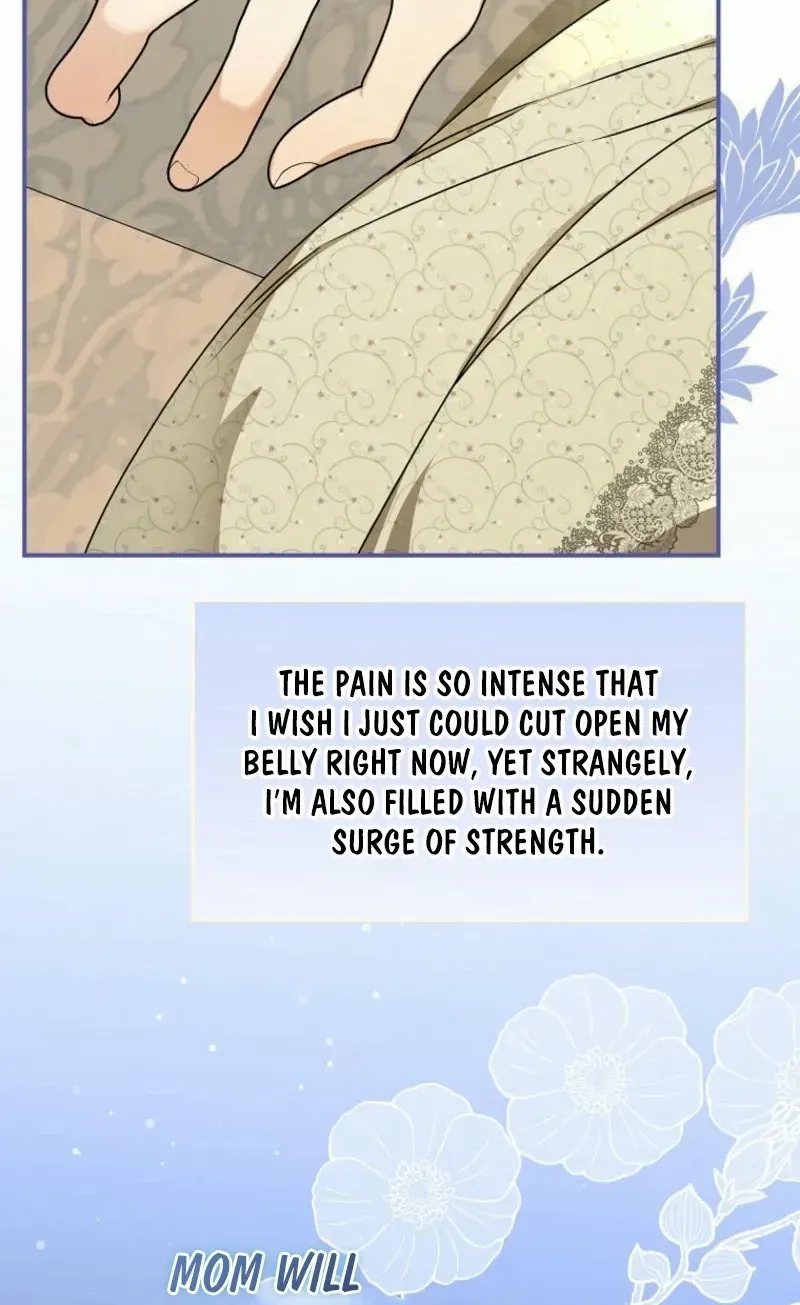 THE PAIN IS SO INTENSE THAT
I WISH I JUST COULD CUT OPEN MY
BELLY RIGHT NOW, YET STRANGELY,
I'M ALSO FILLED WITH A SUDDEN
SURGE OF STRENGTH.
MOM WILL